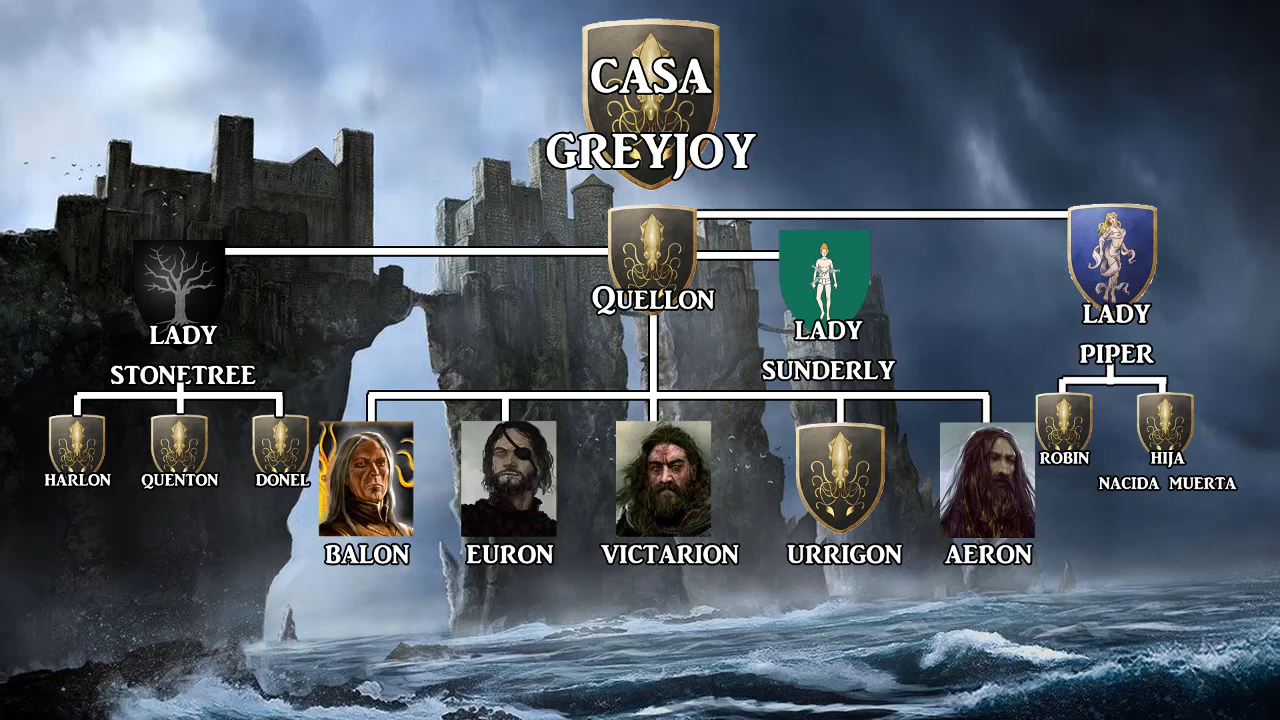 CASA
GREYJOY
QUELLON
LADY
STONETREE
LADY
SUNDERLY
LADY
PIPER
HARLON
QUENTON
DONEL
BALON
EURON
VICTARION
URRIGON
AERON
ROBIN
HIJA
NACIDA MUERTA